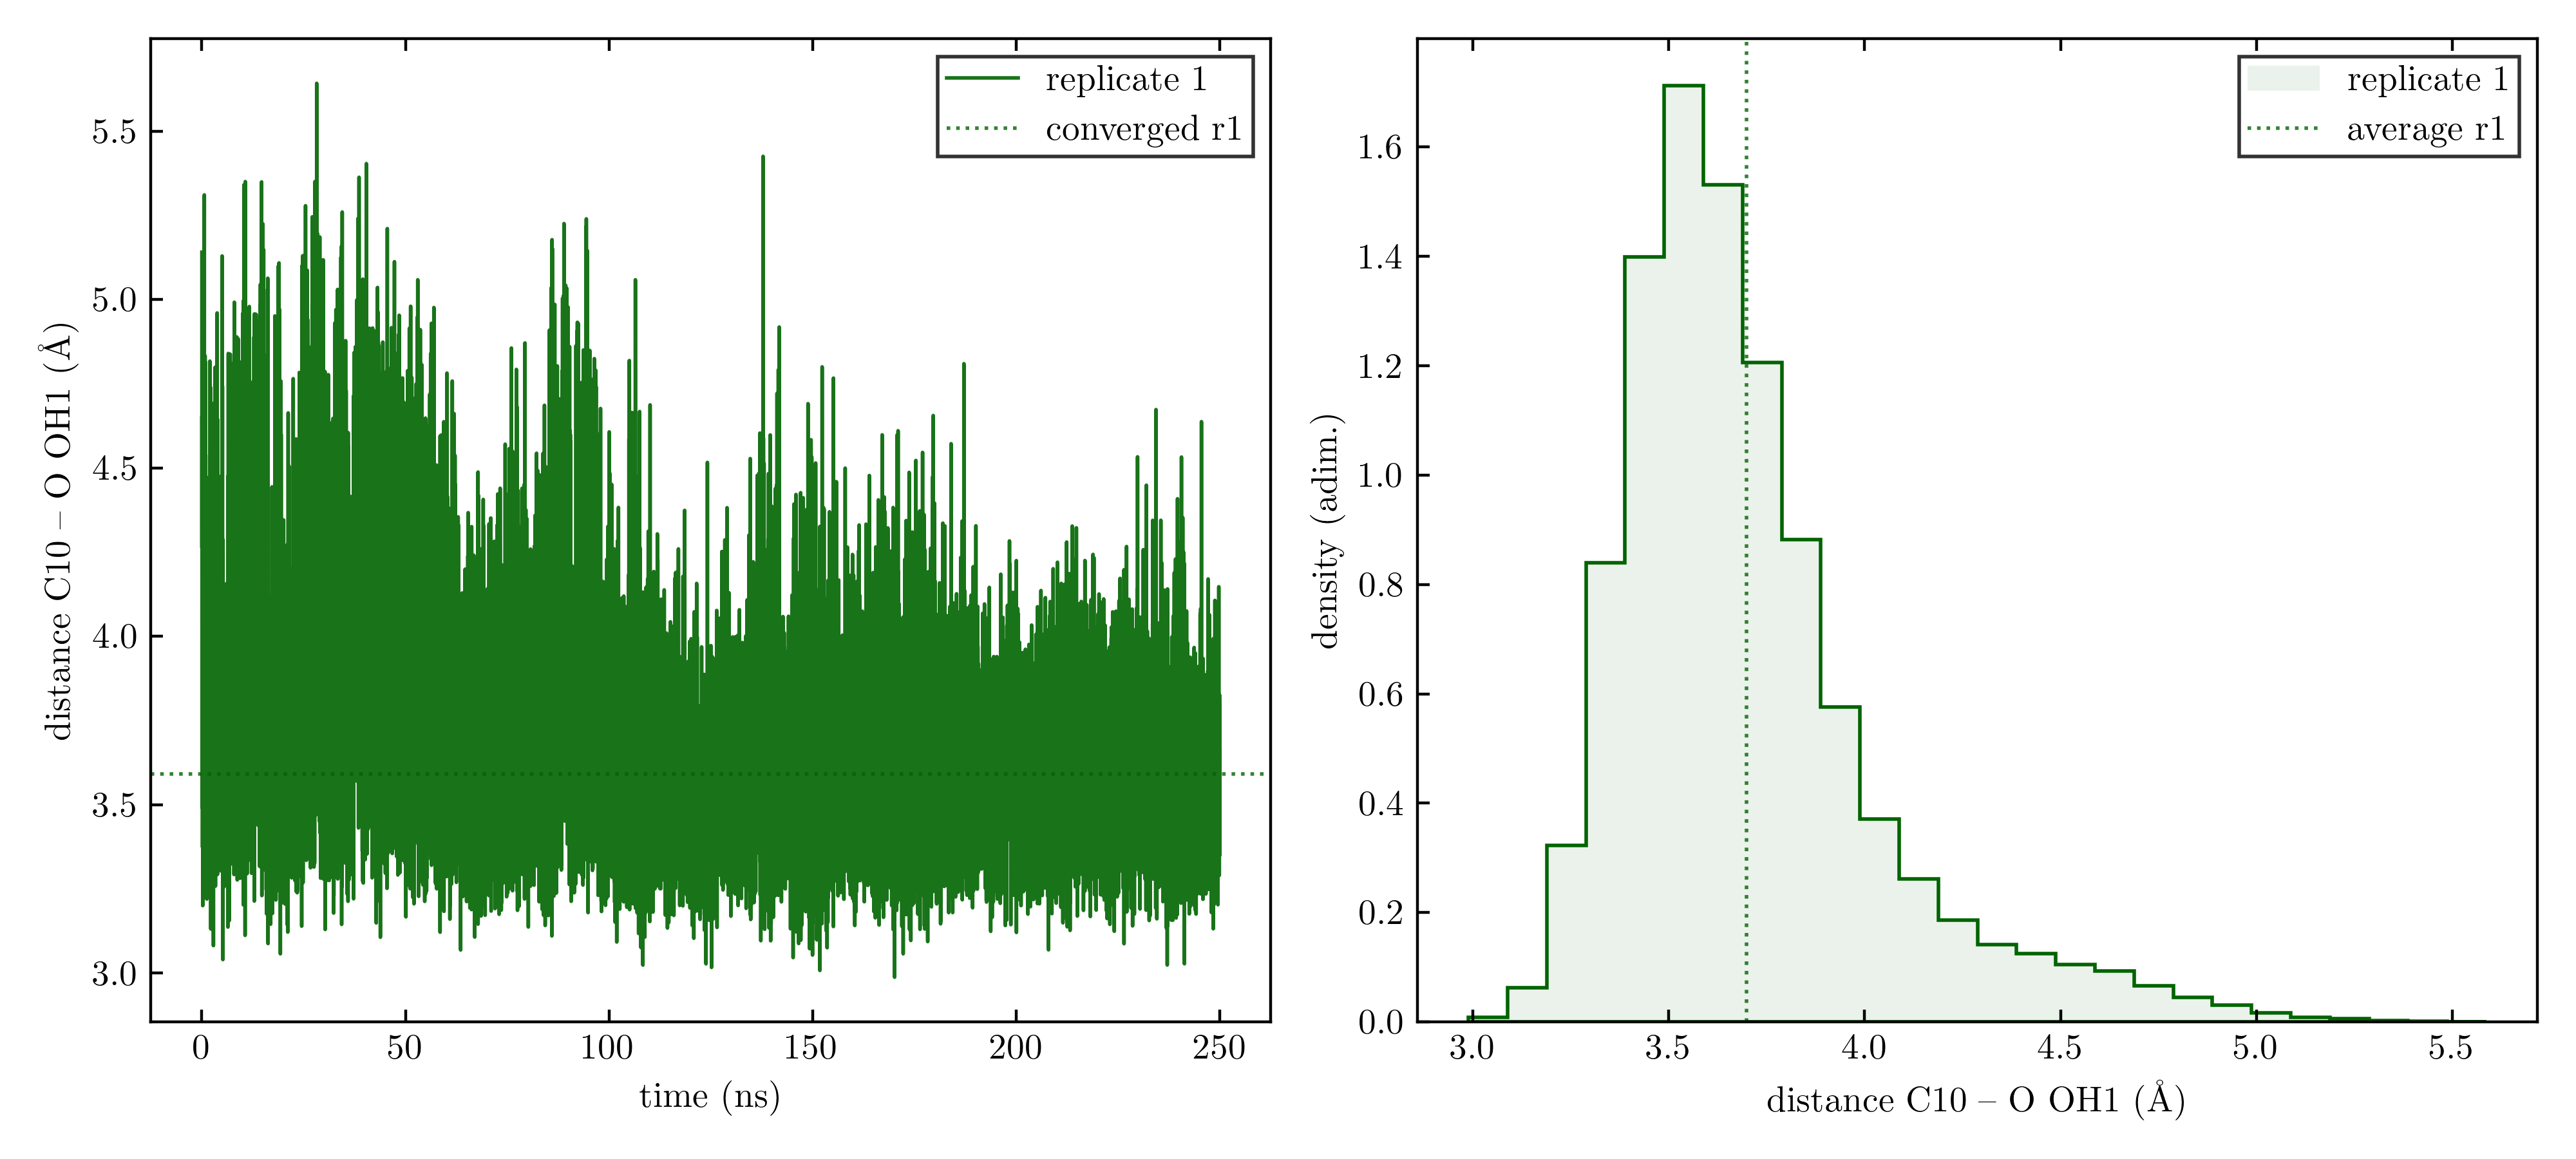 replicate 1
converged r1
5.5
5.0
4.5
4.0
3.5
3.0
distance C10 – O OH1 (Å)
0 50 100 150 200 250
time (ns)
replicate 1
average r1
1.6
1.4
1.2
1.0
0.8
0.6
0.4
0.2
0.0
density (adim.)
3.0 3.5 4.0 4.5 5.0 5.5
distance C10 – O OH1 (Å)